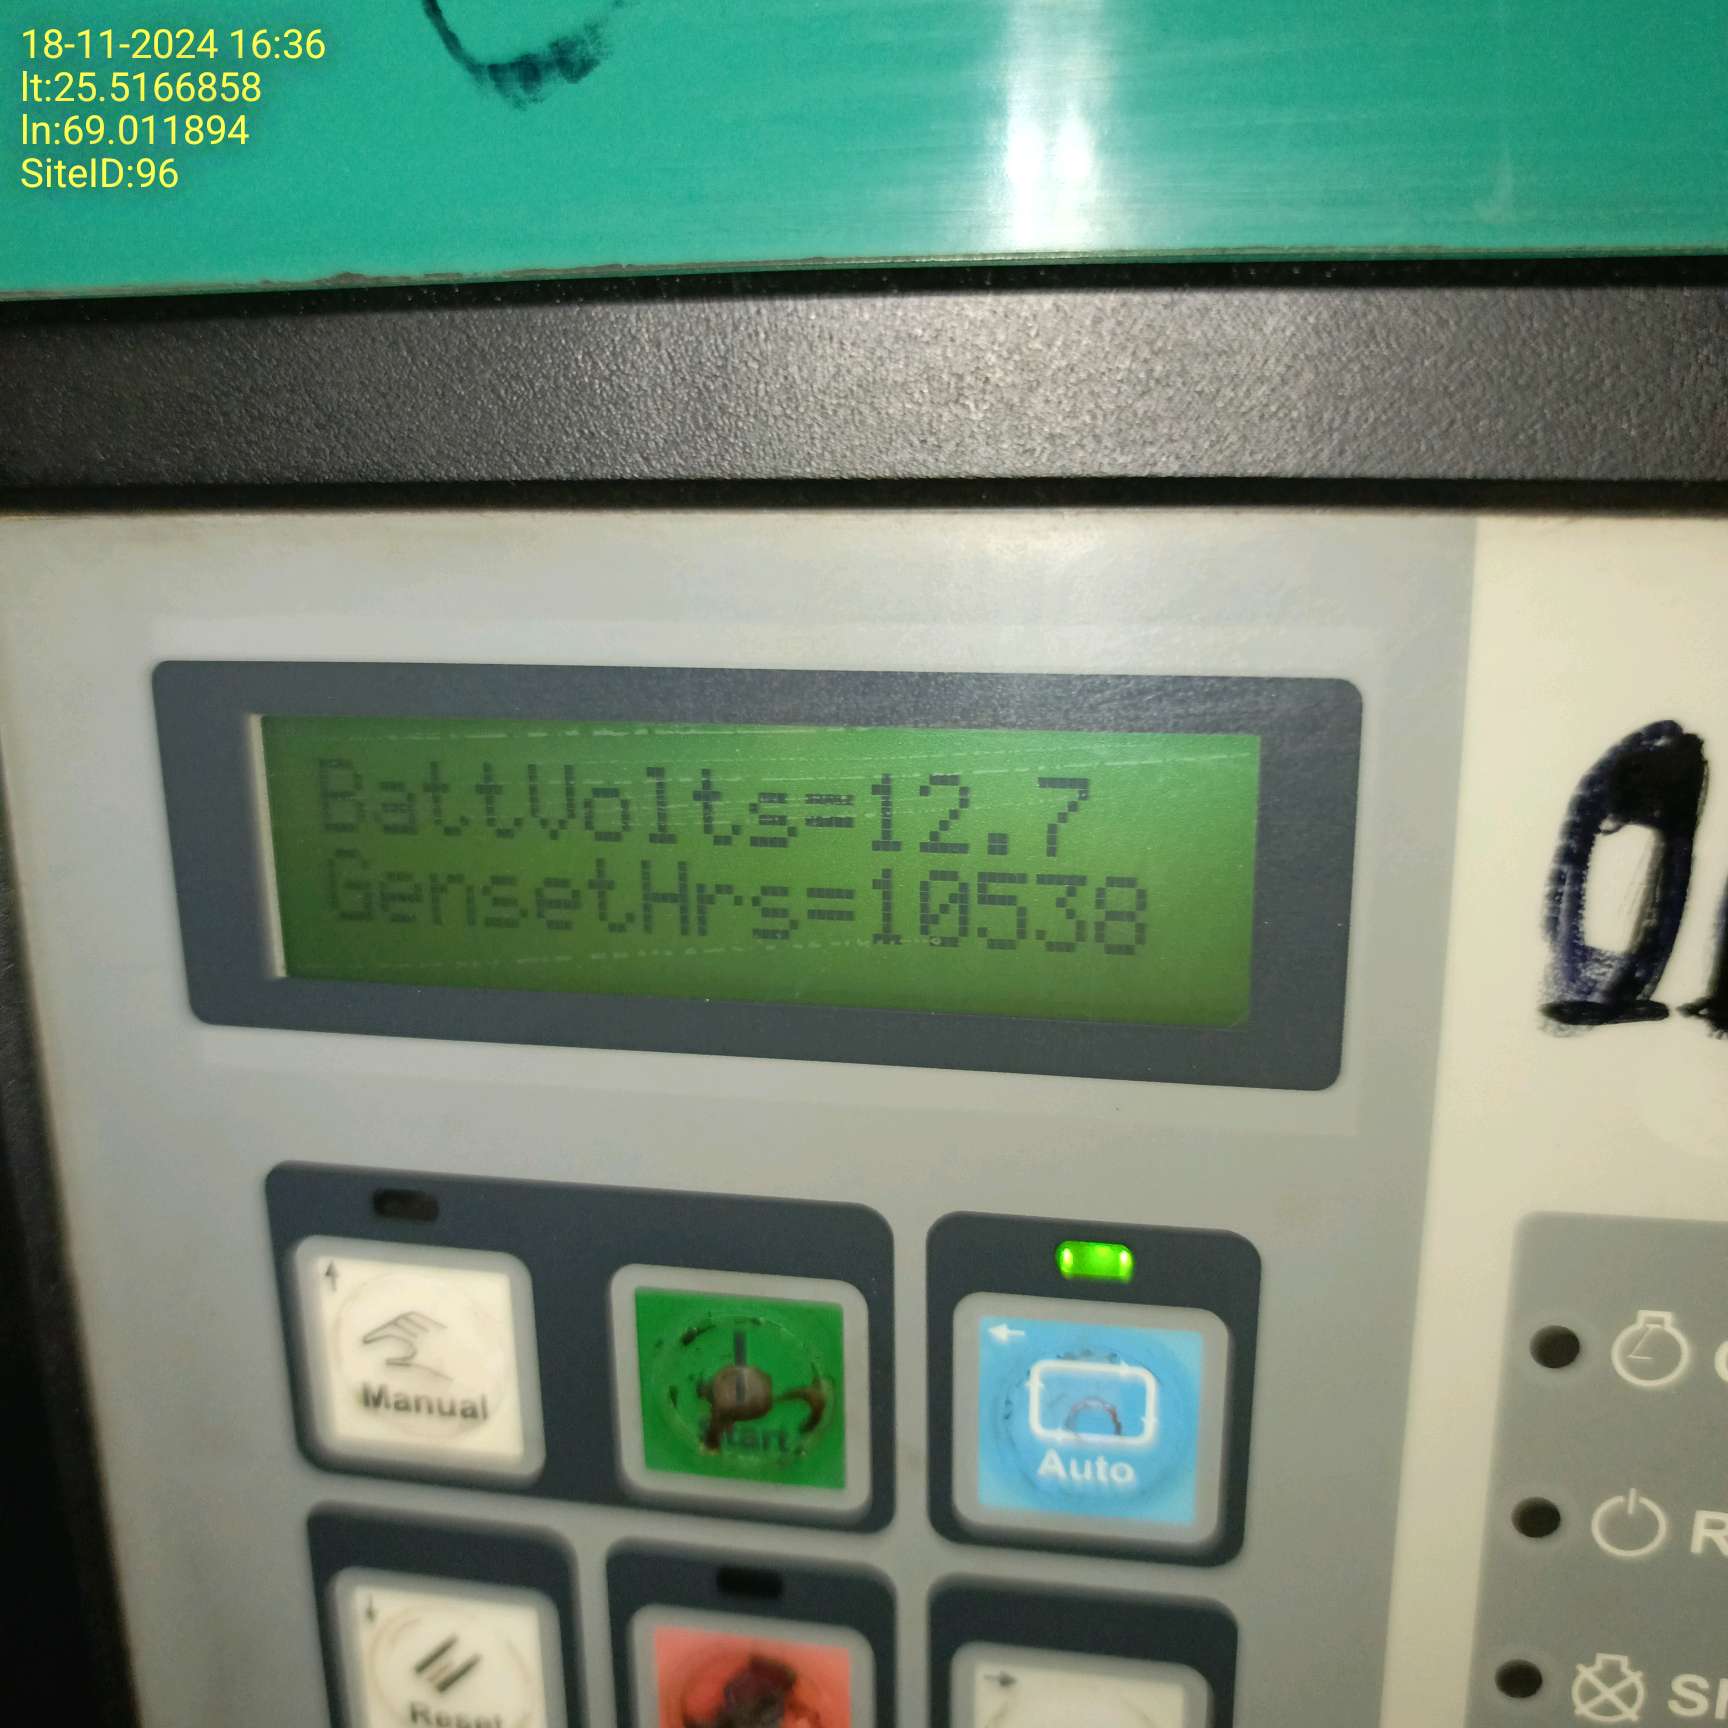 18-11-2024 16:36
lt:25.5166858
ln:69.011894
SiteID:96
BattVolts=12.7
GensetHrs=10538
Manual
Start
Auto
Reset